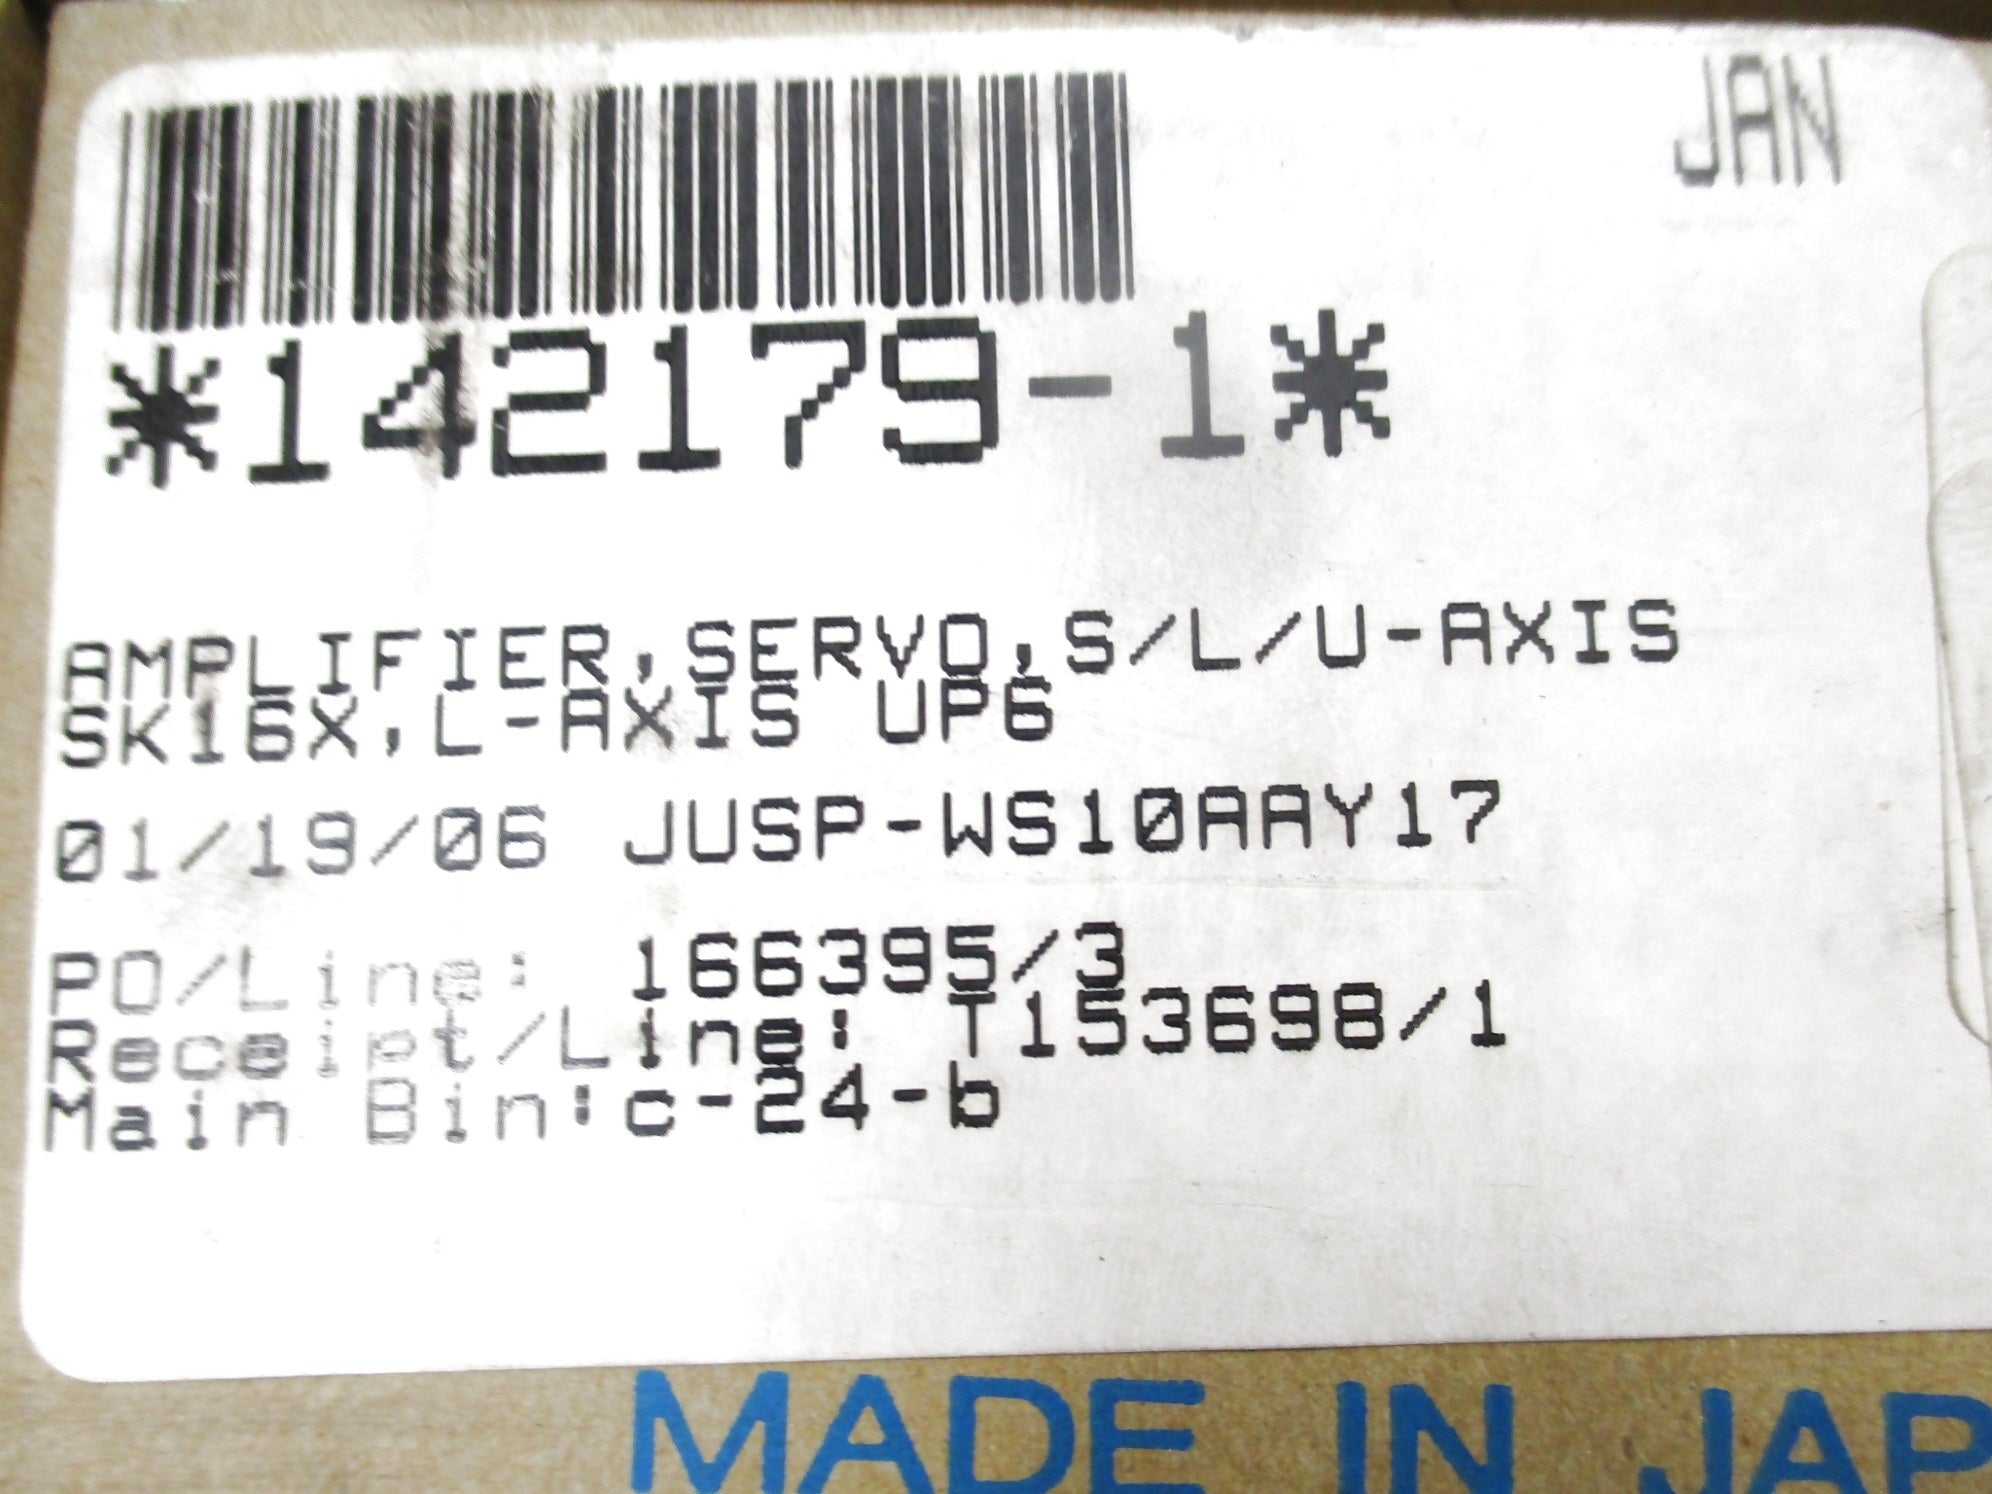 JAN
*142179-1*
AMPLIFIER,SERVO,S/L/U-AXIS
SK16X,L-AXIS UP6
01/19/06 JUSP-WS10AAY17
PO/Line: 166395/3
Receipt/Line: T153698/1
Main Bin:c-24-b
MADE IN JAP